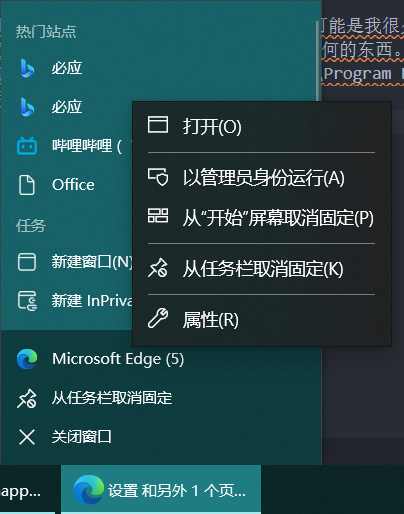 可能是我很
热门站点
何的东西。
必应
Program
必应
打开(O)
哔哩哔哩 (
以管理员身份运行(A)
Office
从“开始”屏幕取消固定(P)
任务
新建窗口(N)
从任务栏取消固定(K)
新建 InPriva
属性(R)
Microsoft Edge (5)
从任务栏取消固定
关闭窗口
app...
设置 和另外 1 个页...